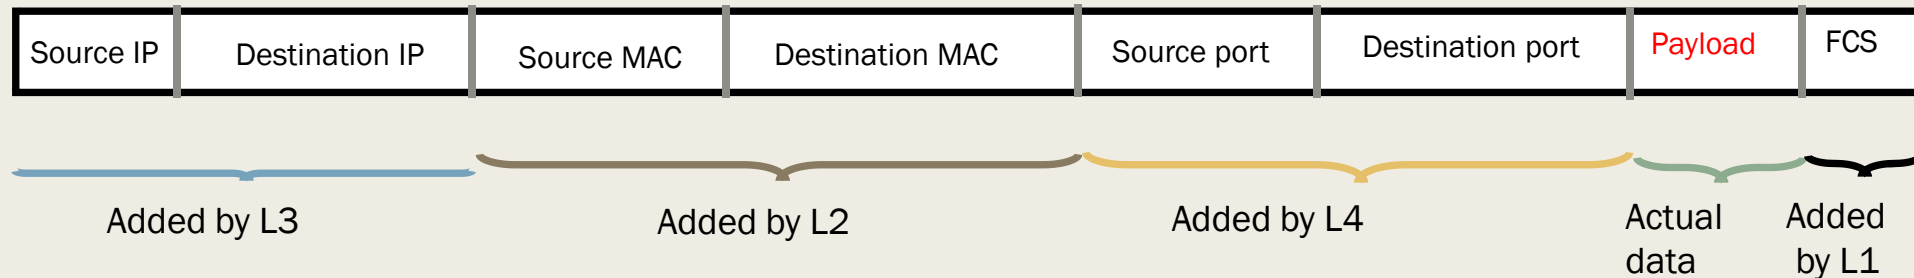 Source IP
Destination IP
Source MAC
Destination MAC
Source port
Destination port
Payload
FCS
Added by L3
Added by L2
Added by L4
Actual
data
Added
by L1